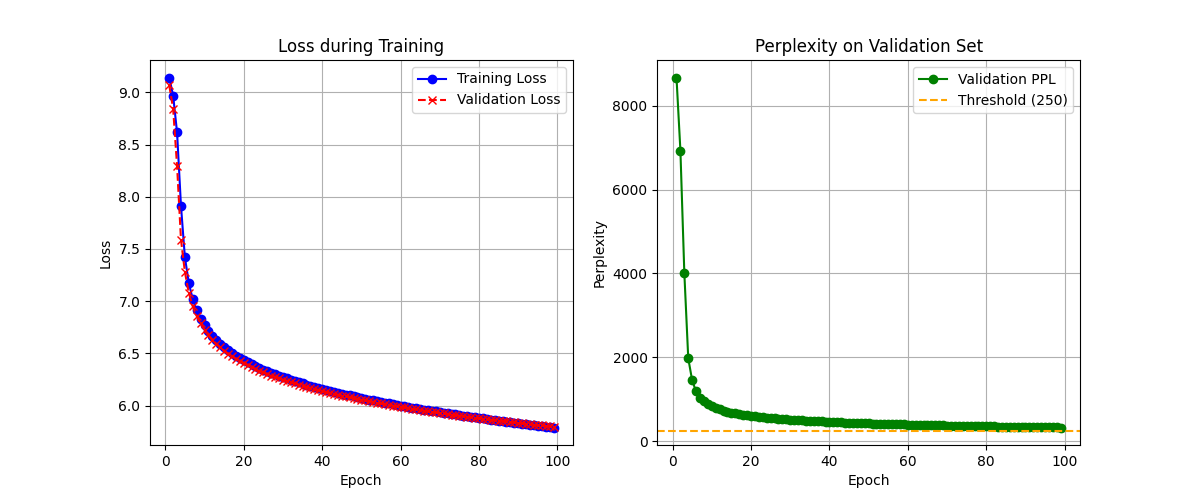 Loss during Training
Training Loss
Validation Loss
Loss
9.0
8.5
8.0
7.5
7.0
6.5
6.0
0 20 40 60 80 100
Epoch
Perplexity on Validation Set
Validation PPL
Threshold (250)
Perplexity
8000
6000
4000
2000
0
0 20 40 60 80 100
Epoch